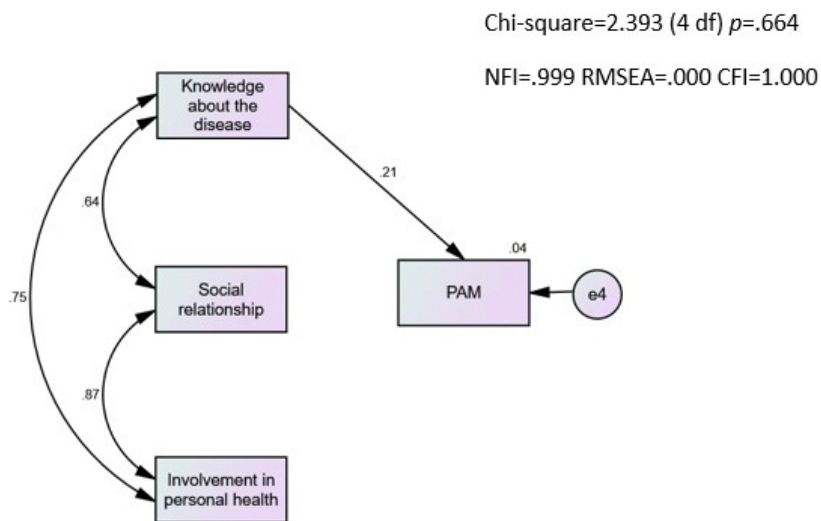 Chi-square=2.393 (4 df) p=.664
NFI=.999 RMSEA=.000 CFI=1.000
Knowledge
about the
disease
.21
.64
.04
Social
relationship
PAM
e4
.75
.87
Involvement in
personal health